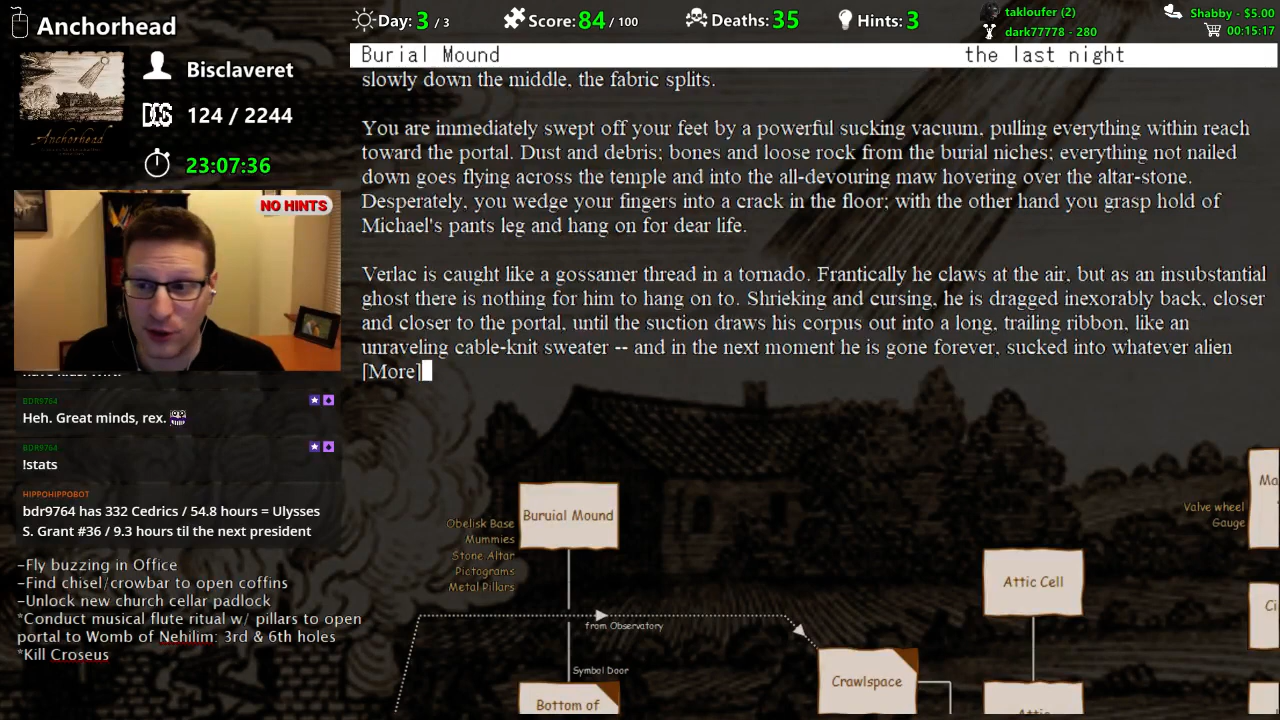 Anchorhead
Day: 3 / 3
Score: 84 / 100
Deaths: 35
Hints: 3
takloufer (2)
dark77778 - 280
Shabby - $5.00
00:15:17
Anchorhead
Bisclaveret
DGS 124 / 2244
23:07:36
NO HINTS
Burial Mound the last night
slowly down the middle, the fabric splits.
You are immediately swept off your feet by a powerful sucking vacuum, pulling everything within reach
toward the portal. Dust and debris; bones and loose rock from the burial niches; everything not nailed
down goes flying across the temple and into the all-devouring maw hovering over the altar-stone.
Desperately, you wedge your fingers into a crack in the floor; with the other hand you grasp hold of
Michael's pants leg and hang on for dear life.
Verlac is caught like a gossamer thread in a tornado. Frantically he claws at the air, but as an insubstantial
ghost there is nothing for him to hang on to. Shrieking and cursing, he is dragged inexorably back, closer
and closer to the portal, until the suction draws his corpus out into a long, trailing ribbon, like an
unraveling cable-knit sweater -- and in the next moment he is gone forever, sucked into whatever alien
[More]
BDR9764
Heh. Great minds, rex.
BDR9764
!stats
HIPPOHIPPOBOT
bdr9764 has 332 Cedrics / 54.8 hours = Ulysses
S. Grant #36 / 9.3 hours til the next president
-Fly buzzing in Office
-Find chisel/crowbar to open coffins
-Unlock new church cellar padlock
*Conduct musical flute ritual w/ pillars to open
portal to Womb of Nehilim: 3rd & 6th holes
*Kill Croseus
Obelisk Base
Mummies
Stone Altar
Pictograms
Metal Pillars
Buruial Mound
from Observatory
Symbol Door
Bottom of
Crawlspace
Attic Cell
Attic
Valve wheel
Gauge
Ma
Ci